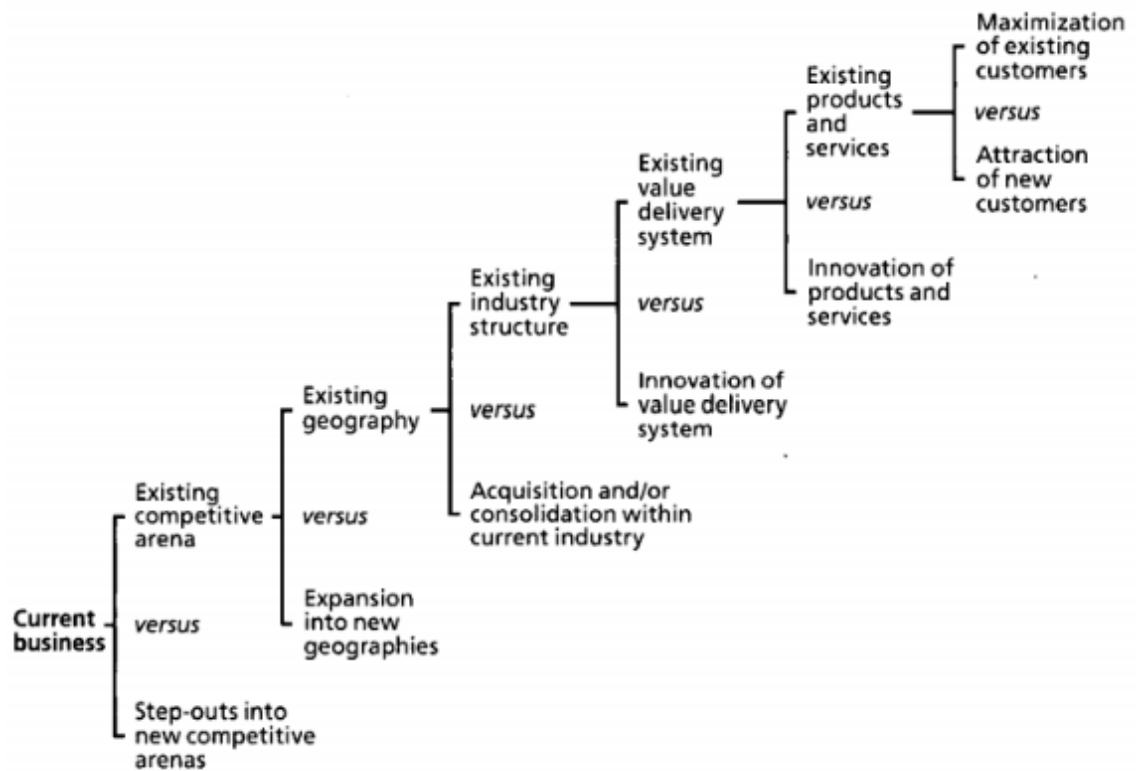 Maximization
of existing
customers
versus
Attraction
of new
customers
Existing
products
and
services
versus
Innovation of
products and
services
Existing
value
delivery
system
versus
Innovation of
value delivery
system
Existing
industry
structure
versus
Acquisition and/or
consolidation within
current industry
Existing
geography
versus
Expansion
into new
geographies
Existing
competitive
arena
versus
Step-outs into
new competitive
arenas
Current
business